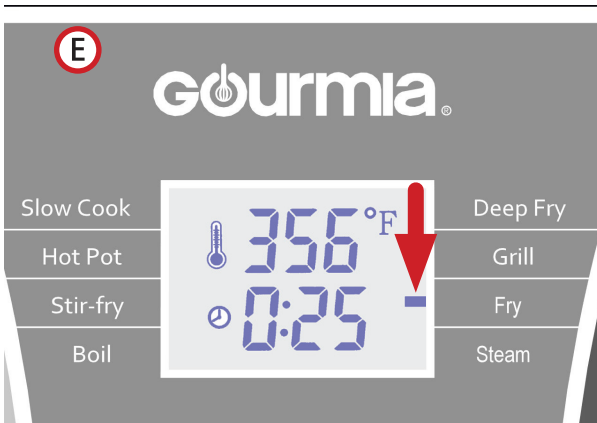 E
Gourmia®
Slow Cook
Hot Pot
Stir-fry
Boil
356°F
0:25
Deep Fry
Grill
Fry
Steam